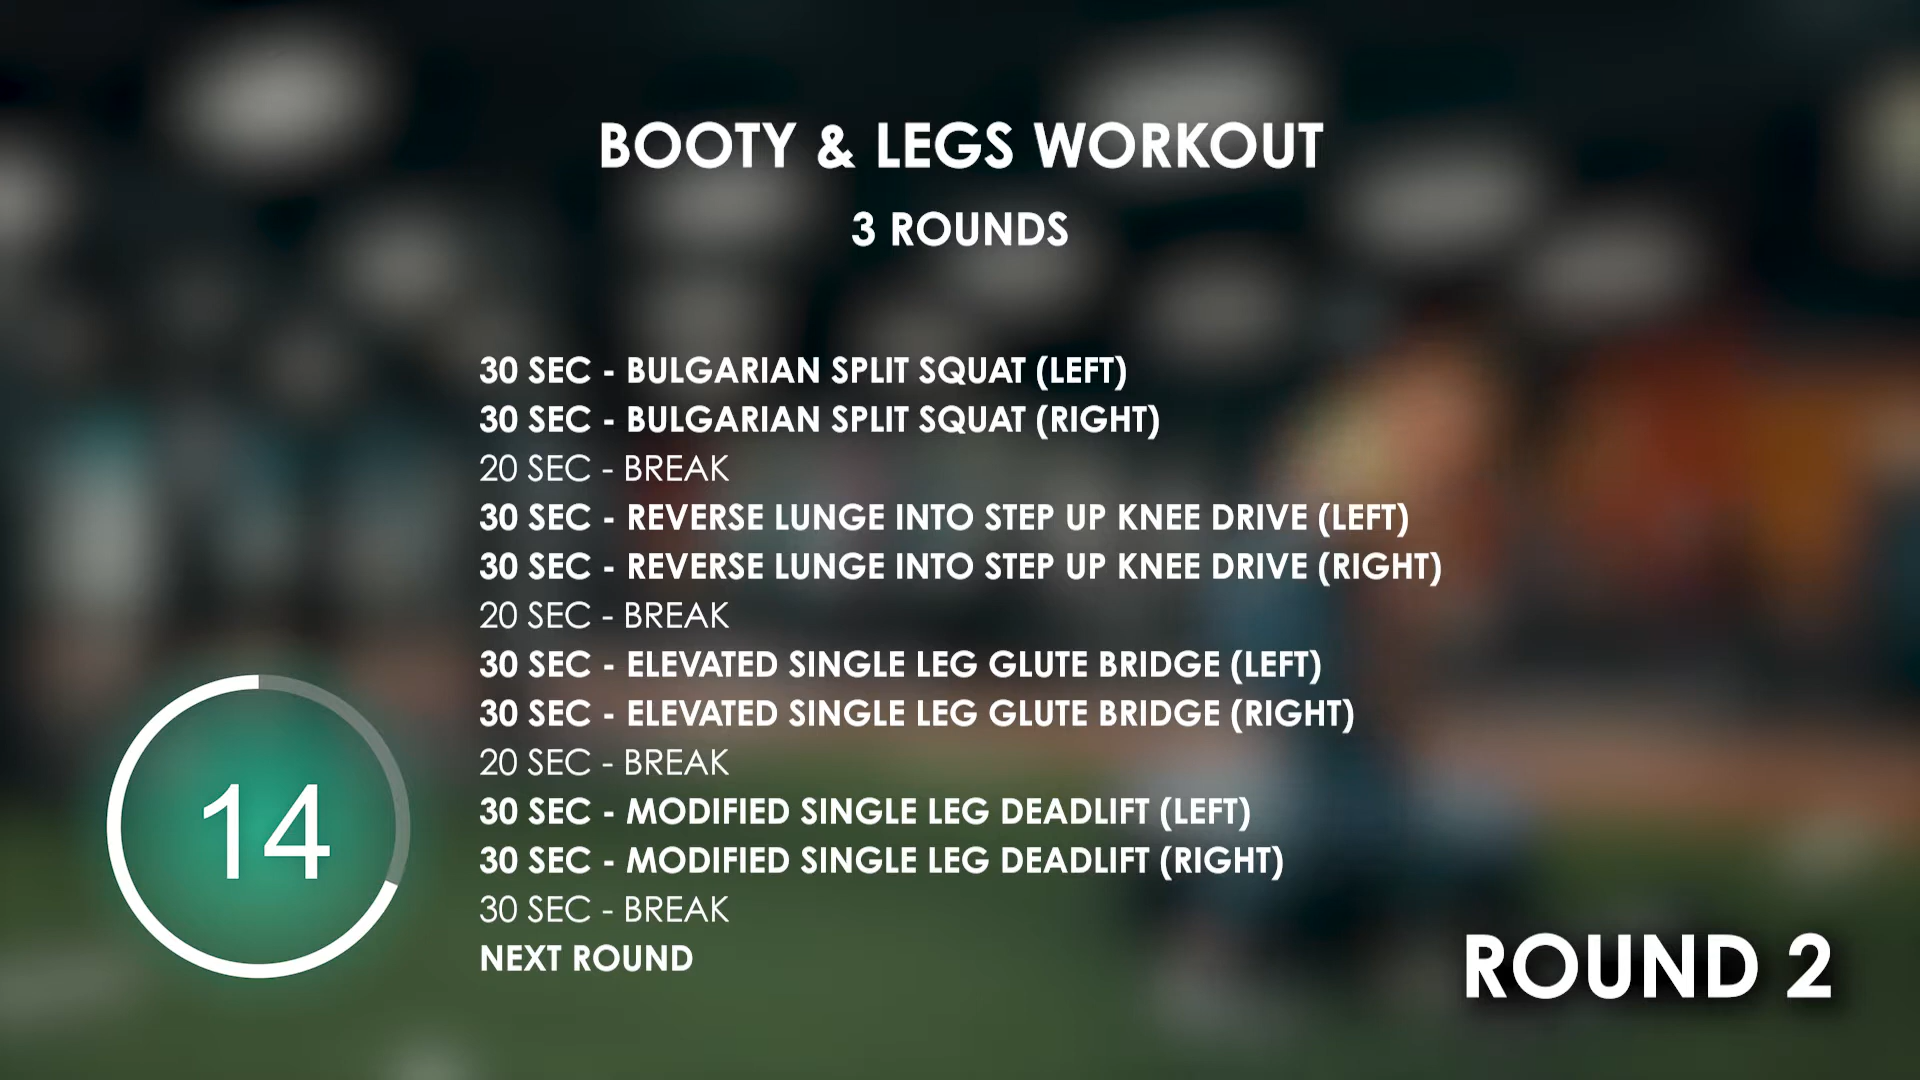 BOOTY & LEGS WORKOUT
3 ROUNDS
30 SEC - BULGARIAN SPLIT SQUAT (LEFT)
30 SEC - BULGARIAN SPLIT SQUAT (RIGHT)
20 SEC - BREAK
30 SEC - REVERSE LUNGE INTO STEP UP KNEE DRIVE (LEFT)
30 SEC - REVERSE LUNGE INTO STEP UP KNEE DRIVE (RIGHT)
20 SEC - BREAK
30 SEC - ELEVATED SINGLE LEG GLUTE BRIDGE (LEFT)
30 SEC - ELEVATED SINGLE LEG GLUTE BRIDGE (RIGHT)
20 SEC - BREAK
30 SEC - MODIFIED SINGLE LEG DEADLIFT (LEFT)
30 SEC - MODIFIED SINGLE LEG DEADLIFT (RIGHT)
30 SEC - BREAK
NEXT ROUND
14
ROUND 2